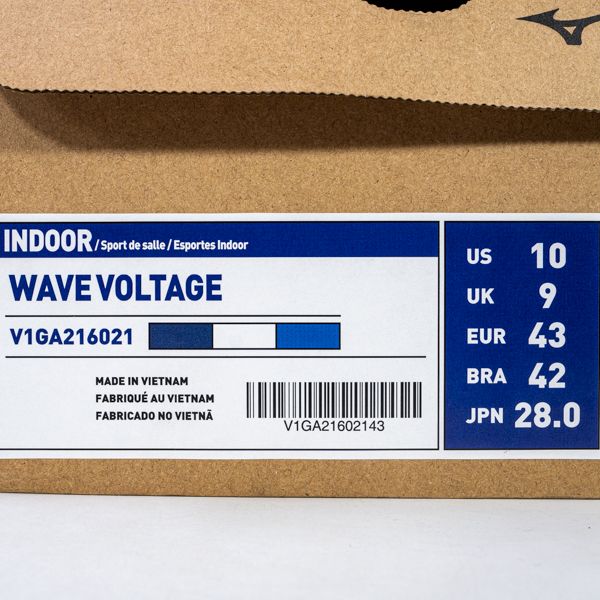 INDOOR / Sport de salle / Esportes Indoor
WAVE VOLTAGE
V1GA216021
MADE IN VIETNAM
FABRIQUÉ AU VIETNAM
FABRICADO NO VIETNÃ
V1GA21602143
US 10
UK 9
EUR 43
BRA 42
JPN 28.0